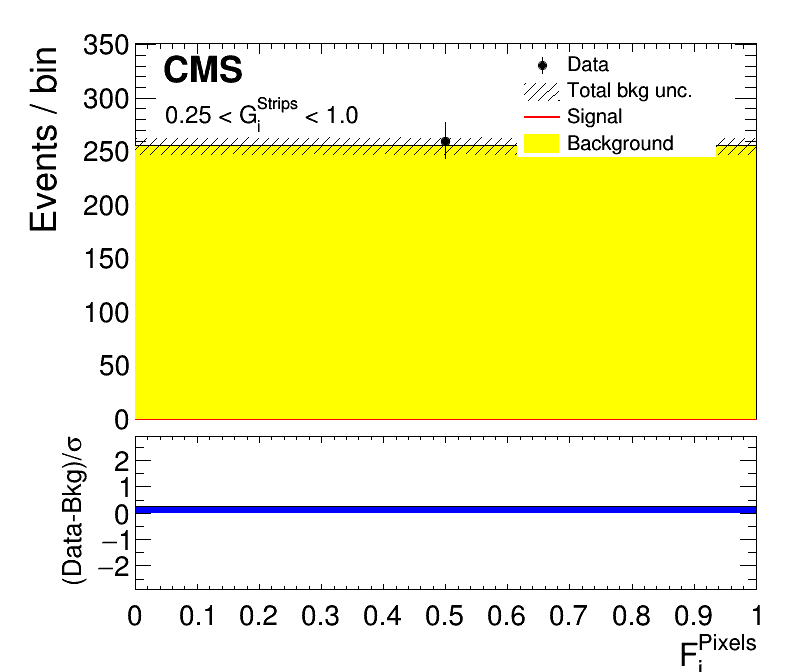 350
300
250
200
150
100
50
0
Events / bin
CMS
0.25 < G_i^Strips < 1.0
Data
Total bkg unc.
Signal
Background
2
1
0
−1
−2
(Data-Bkg)/σ
0 0.1 0.2 0.3 0.4 0.5 0.6 0.7 0.8 0.9 1
F_i^Pixels